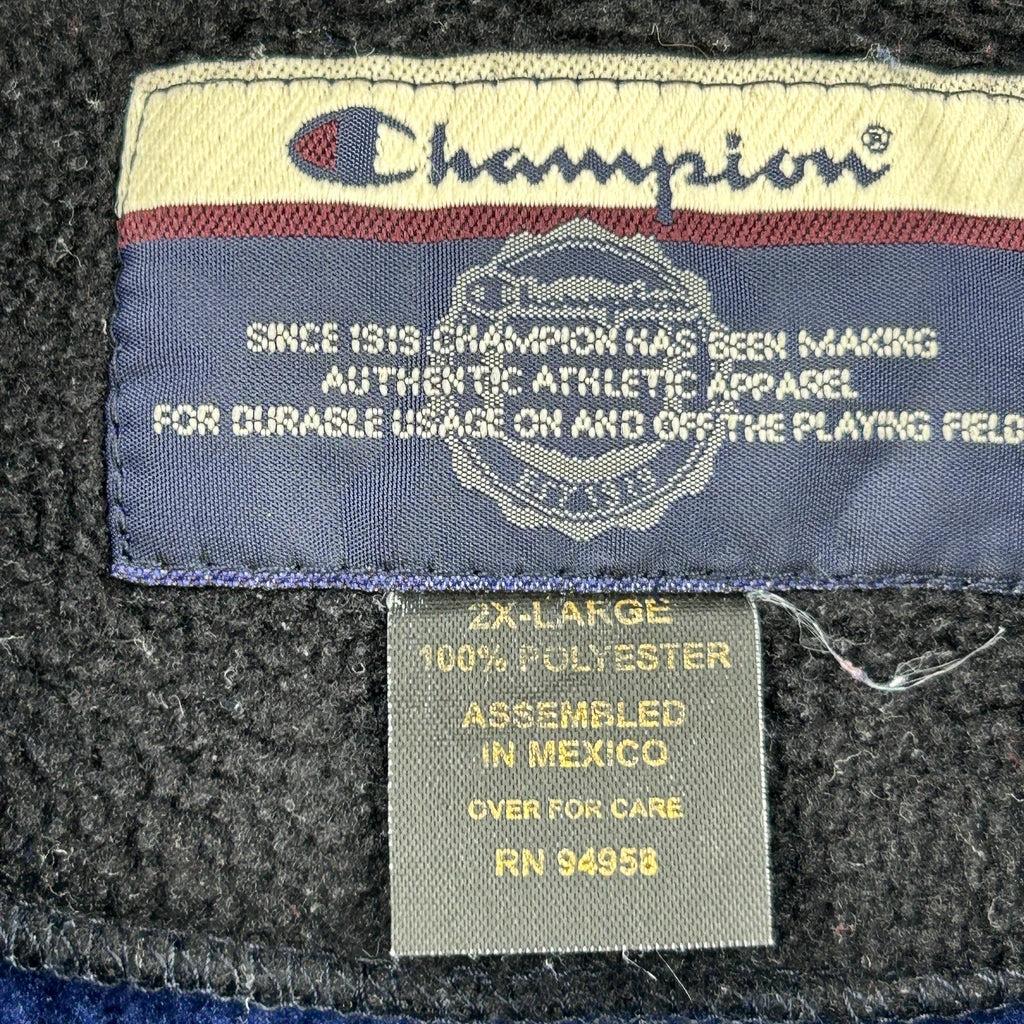 Champion®
SINCE 1919 CHAMPION HAS BEEN MAKING
AUTHENTIC ATHLETIC APPAREL
FOR DURABLE USAGE ON AND OFF THE PLAYING FIELD
2X-LARGE
100% POLYESTER
ASSEMBLED
IN MEXICO
OVER FOR CARE
RN 94958